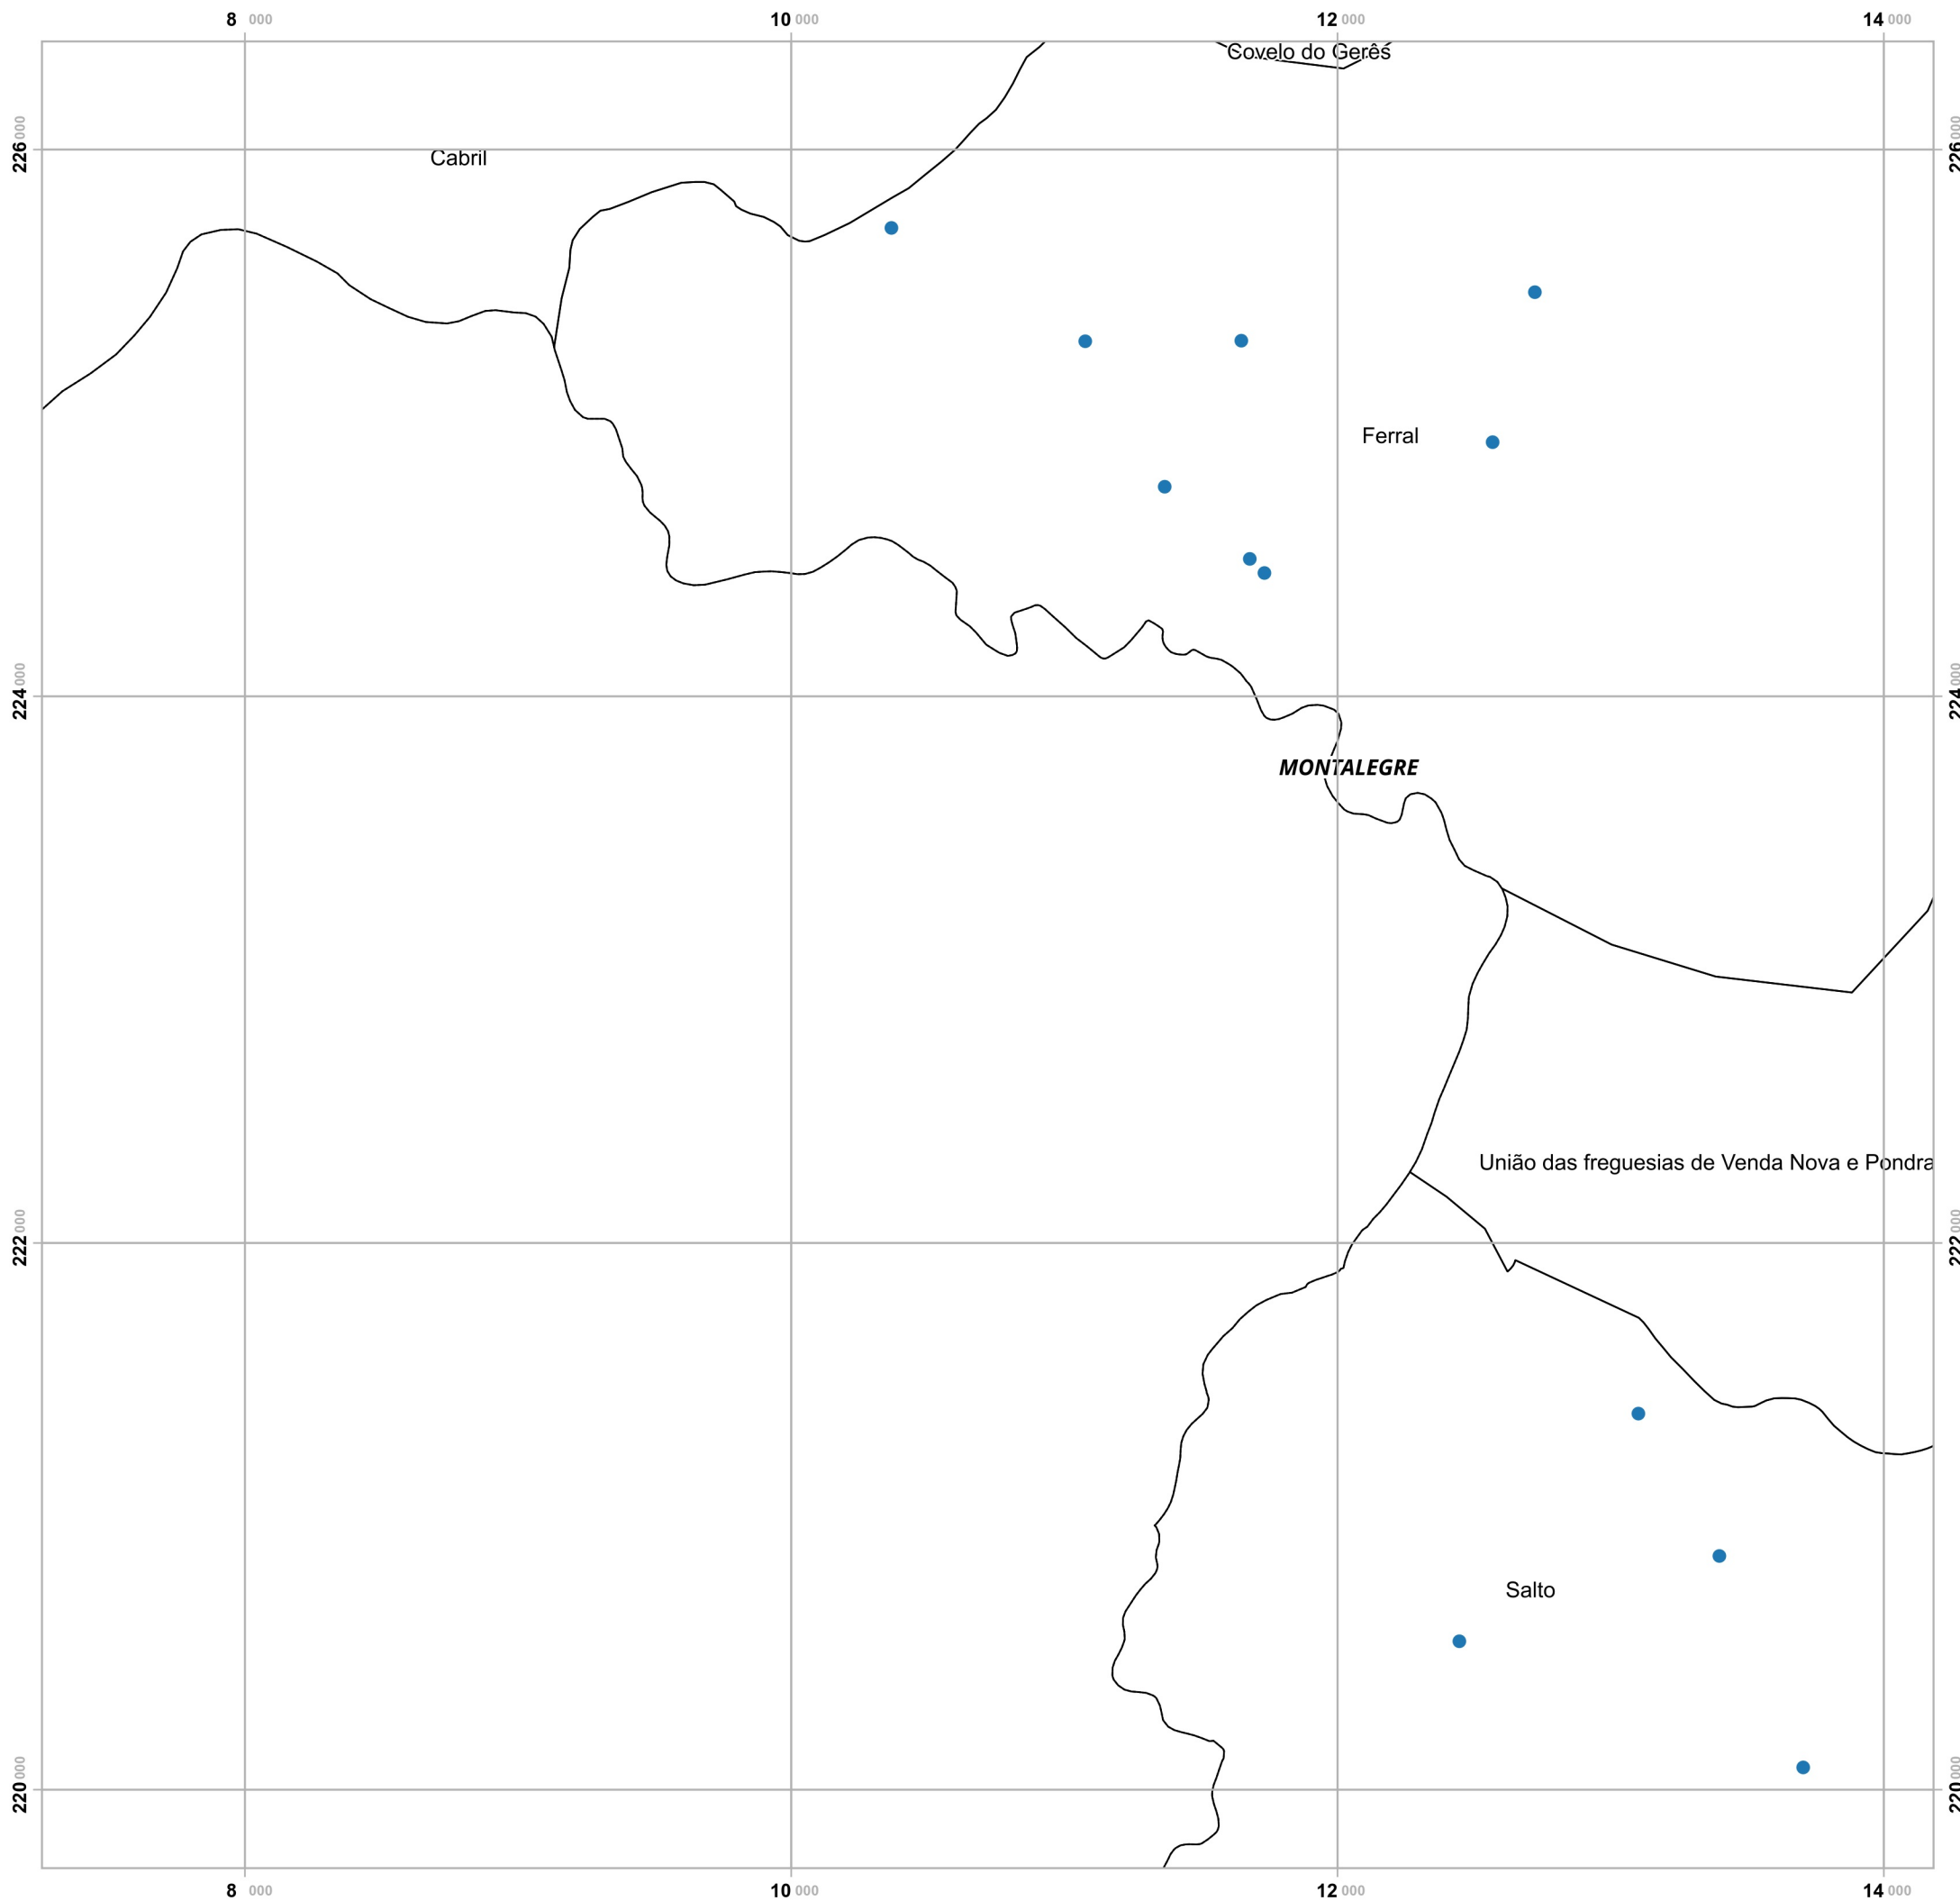 8 000 10 000 12 000 14 000
Covelo do Gerês
226 000 226 000
Cabril
Ferral
224 000 224 000
MONTALEGRE
União das freguesias de Venda Nova e Pondra
222 000 222 000
Salto
220 000 220 000
8 000 10 000 12 000 14 000